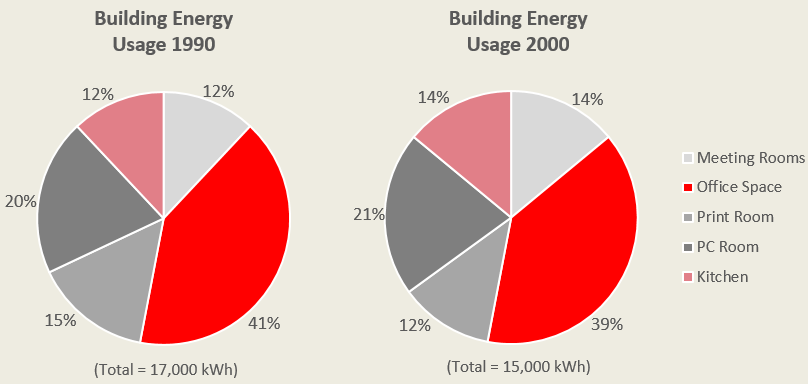 Building Energy
Usage 1990
12%
12%
20%
15%
41%
(Total = 17,000 kWh)
Building Energy
Usage 2000
14%
14%
21%
12%
39%
(Total = 15,000 kWh)
Meeting Rooms
Office Space
Print Room
PC Room
Kitchen